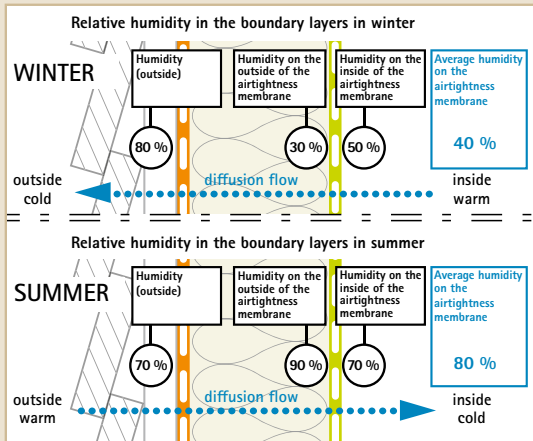 Relative humidity in the boundary layers in winter
WINTER
Humidity
(outside)
Humidity on the
outside of the
airtightness
membrane
Humidity on the
inside of the
airtightness
membrane
Average humidity
on the
airtightness
membrane
40 %
80 %
30 %
50 %
outside
cold
diffusion flow
inside
warm
Relative humidity in the boundary layers in summer
SUMMER
Humidity
(outside)
Humidity on the
outside of the
airtightness
membrane
Humidity on the
inside of the
airtightness
membrane
Average humidity
on the
airtightness
membrane
80 %
70 %
90 %
70 %
outside
warm
diffusion flow
inside
cold